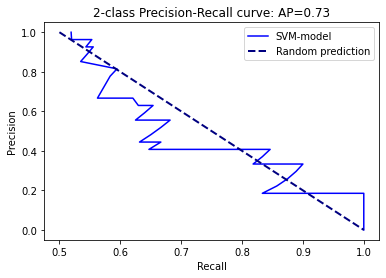 2-class Precision-Recall curve: AP=0.73
SVM-model
Random prediction
1.0
0.8
0.6
0.4
0.2
0.0
Precision
0.5
0.6
0.7
0.8
0.9
1.0
Recall